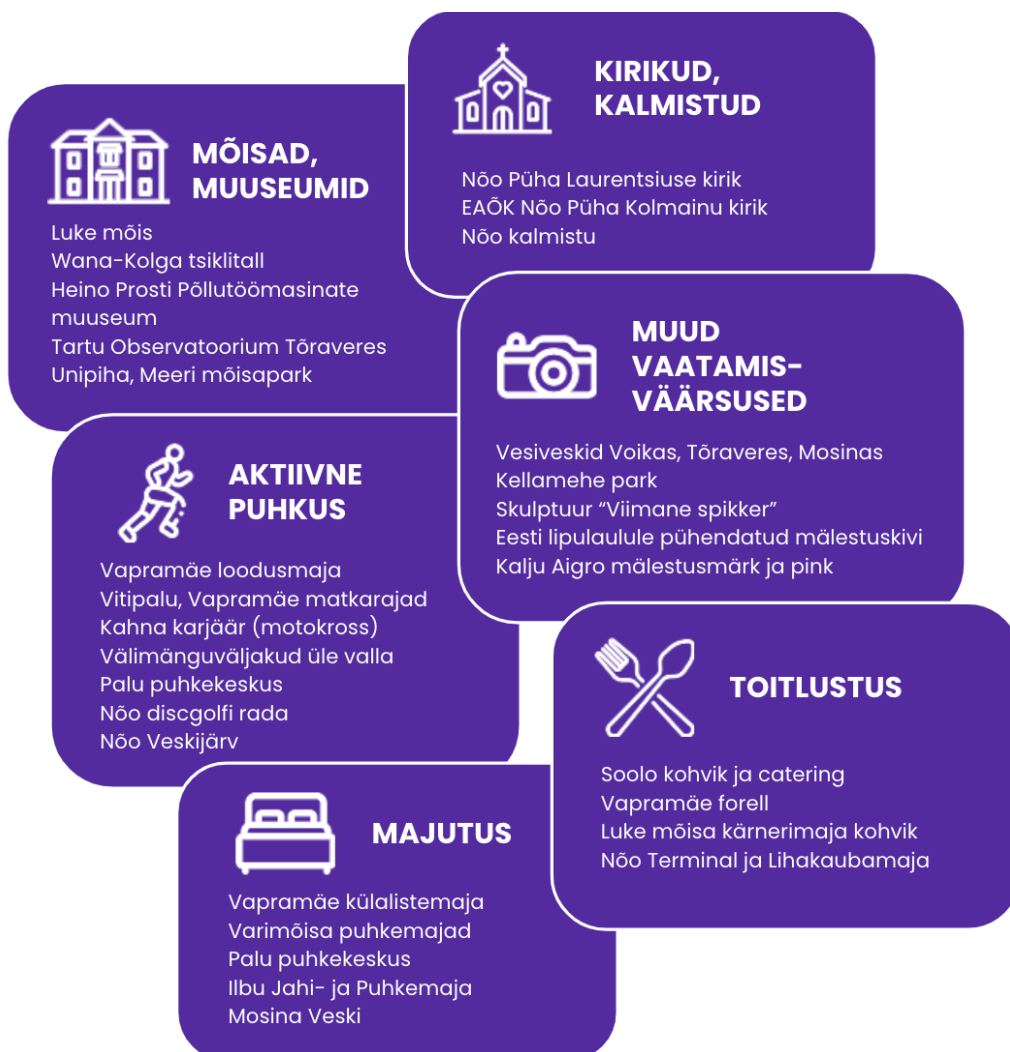 KIRIKUD,
KALMISTUD
Nõo Püha Laurentsiuse kirik
EAÕK Nõo Püha Kolmainu kirik
Nõo kalmistu
MÕISAD,
MUUSEUMID
Luke mõis
Wana-Kolga tsiklitall
Heino Prosti Põllutöömasinate
muuseum
Tartu Observatoorium Tõraveres
Unipiha, Meeri mõisapark
MUUD
VAATAMIS-
VÄÄRSUSED
Vesiveskid Voikas, Tõraveres, Mosinas
Kellamehe park
Skulptuur “Viimane spikker”
Eesti lipulaulule pühendatud mälestuskivi
Kalju Aigro mälestusmärk ja pink
AKTIIVNE
PUHKUS
Vapramäe loodusmaja
Vitipalu, Vapramäe matkarajad
Kahna karjäär (motokross)
Välimänguväljakud üle valla
Palu puhkekeskus
Nõo discgolfi rada
Nõo Veskijärv
TOITLUSTUS
Soolo kohvik ja catering
Vapramäe forell
Luke mõisa kärnerimaja kohvik
Nõo Terminal ja Lihakaubamaja
MAJUTUS
Vapramäe külalistemaja
Varimõisa puhkemajad
Palu puhkekeskus
Ilbu Jahi- ja Puhkemaja
Mosina Veski